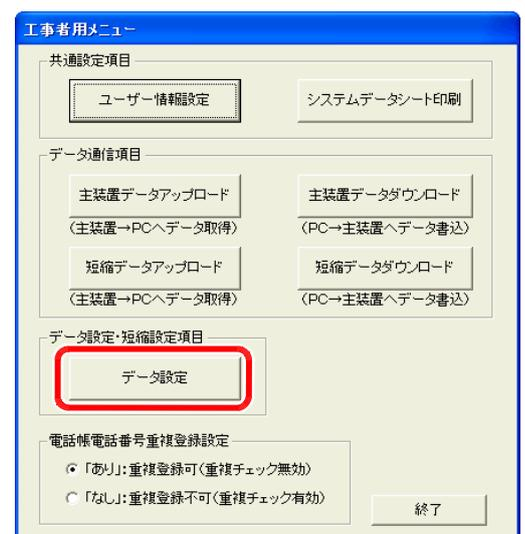 工事者用メニュー
共通設定項目
ユーザー情報設定 システムデータシート印刷
データ通信項目
主装置データアップロード 主装置データダウンロード
(主装置→PCへデータ取得) (PC→主装置へデータ書込)
短縮データアップロード 短縮データダウンロード
(主装置→PCへデータ取得) (PC→主装置へデータ書込)
データ設定・短縮設定項目
データ設定
電話帳電話番号重複登録設定
「あり」:重複登録可(重複チェック無効)
「なし」:重複登録不可(重複チェック有効)
終了